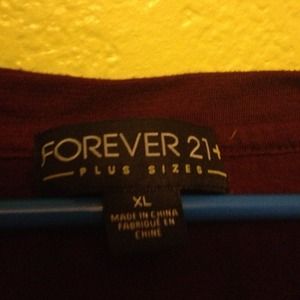 FOREVER 21+
PLUS SIZES
XL
MADE IN CHINA
FABRIQUÉ EN
CHINE